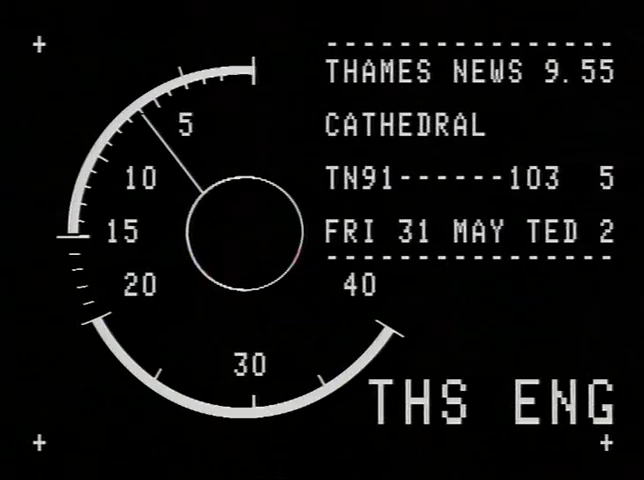 THAMES NEWS 9.55
CATHEDRAL
TN91------103 5
FRI 31 MAY TED 2
5
10
15
20
40
30
THS ENG